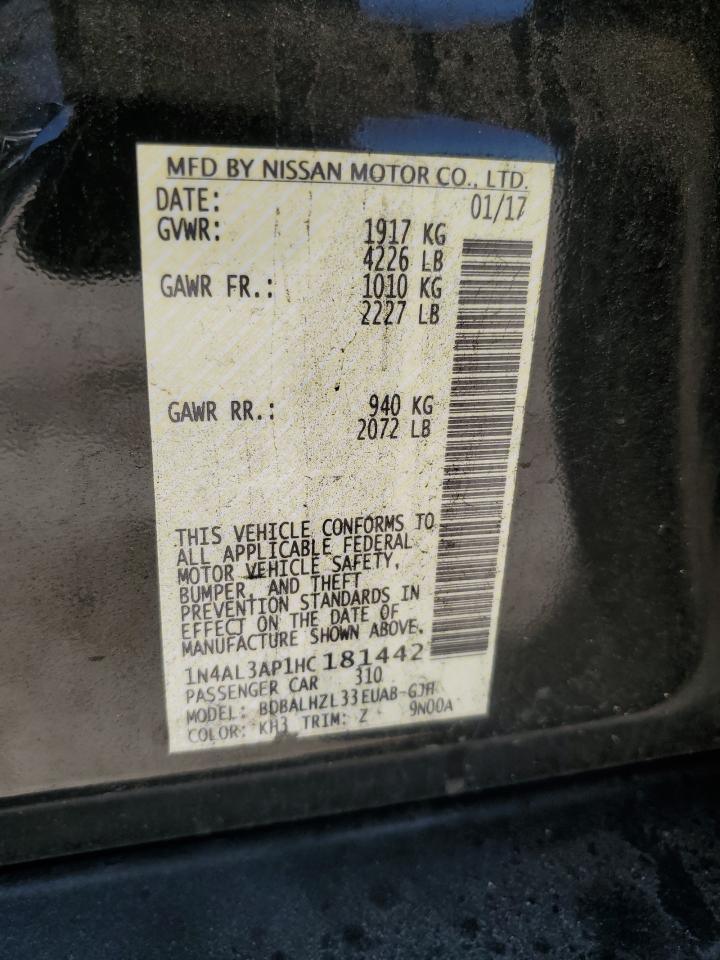 MFD BY NISSAN MOTOR CO., LTD.
DATE: 01/17
GVWR: 1917 KG
4226 LB
GAWR FR.: 1010 KG
2227 LB
GAWR RR.: 940 KG
2072 LB
THIS VEHICLE CONFORMS TO
ALL APPLICABLE FEDERAL
MOTOR VEHICLE SAFETY,
BUMPER, AND THEFT
PREVENTION STANDARDS IN
EFFECT ON THE DATE OF
MANUFACTURE SHOWN ABOVE.
1N4AL3AP1HC181442
PASSENGER CAR 310
MODEL: BDBALHZL33EUAB-GJA
COLOR: KH3 TRIM: Z 9N00A